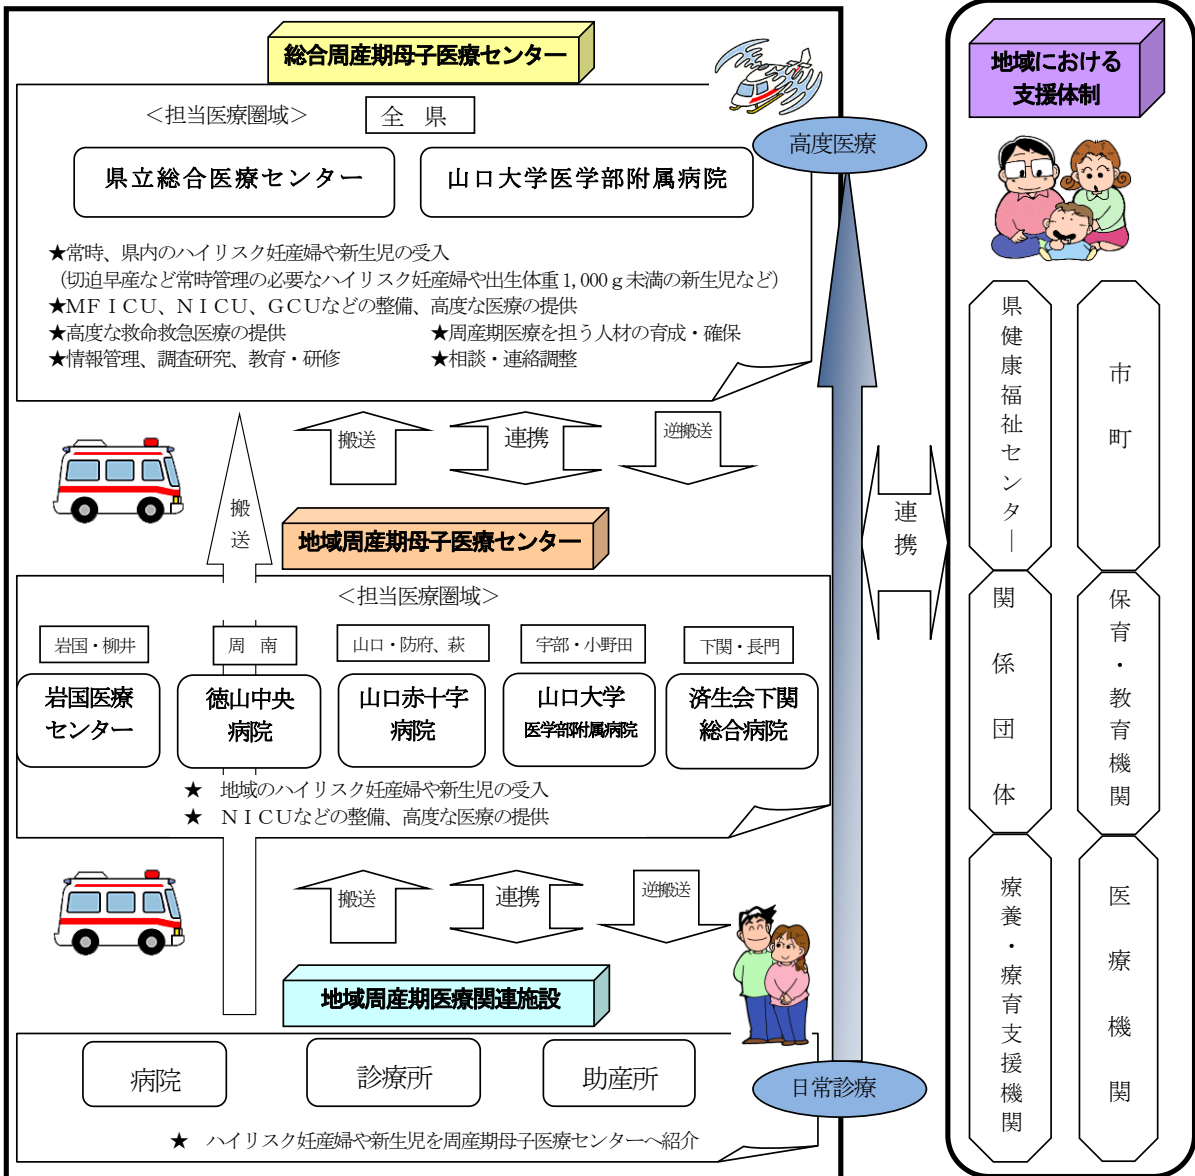 総合周産期母子医療センター
＜担当医療圏域＞
全　県
県立総合医療センター
山口大学医学部附属病院
★常時、県内のハイリスク妊産婦や新生児の受入
（切迫早産など常時管理の必要なハイリスク妊産婦や出生体重1,000ｇ未満の新生児など）
★ＭＦＩＣＵ、ＮＩＣＵ、ＧＣＵなどの整備、高度な医療の提供
★高度な救命救急医療の提供
★周産期医療を担う人材の育成・確保
★情報管理、調査研究、教育・研修
★相談・連絡調整
高度医療
搬送
連携
逆搬送
搬送
地域周産期母子医療センター
＜担当医療圏域＞
岩国・柳井
周　南
山口・防府、萩
宇部・小野田
下関・長門
岩国医療
センター
徳山中央
病院
山口赤十字
病院
山口大学
医学部附属病院
済生会下関
総合病院
★　地域のハイリスク妊産婦や新生児の受入
★　ＮＩＣＵなどの整備、高度な医療の提供
搬送
連携
逆搬送
地域周産期医療関連施設
病院
診療所
助産所
★　ハイリスク妊産婦や新生児を周産期母子医療センターへ紹介
日常診療
連携
地域における
支援体制
県健康福祉センター
市町
関係団体
保育・教育機関
療養・療育支援機関
医療機関